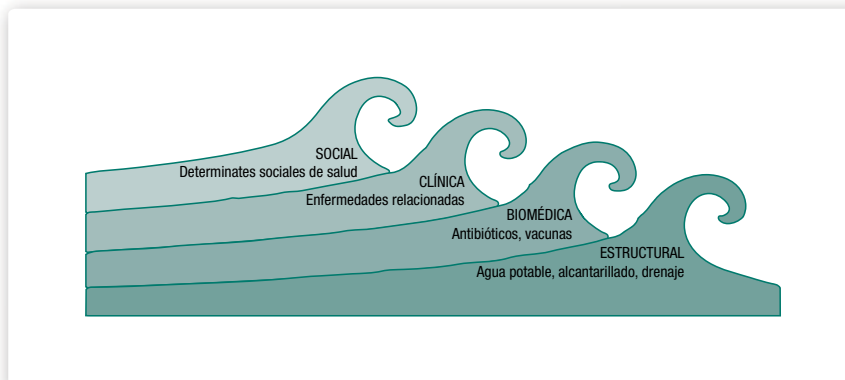 SOCIAL
Determinates sociales de salud
CLÍNICA
Enfermedades relacionadas
BIOMÉDICA
Antibióticos, vacunas
ESTRUCTURAL
Agua potable, alcantarillado, drenaje